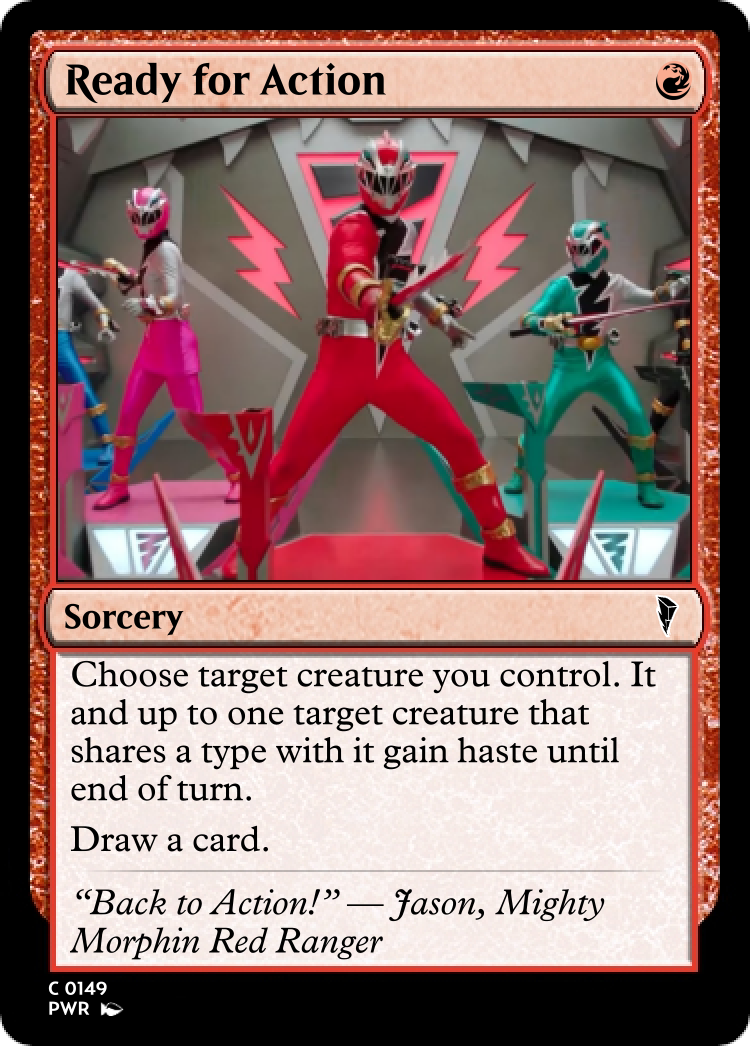 Ready for Action
Sorcery
Choose target creature you control. It
and up to one target creature that
shares a type with it gain haste until
end of turn.
Draw a card.
“Back to Action!” — Jason, Mighty
Morphin Red Ranger
C 0149
PWR